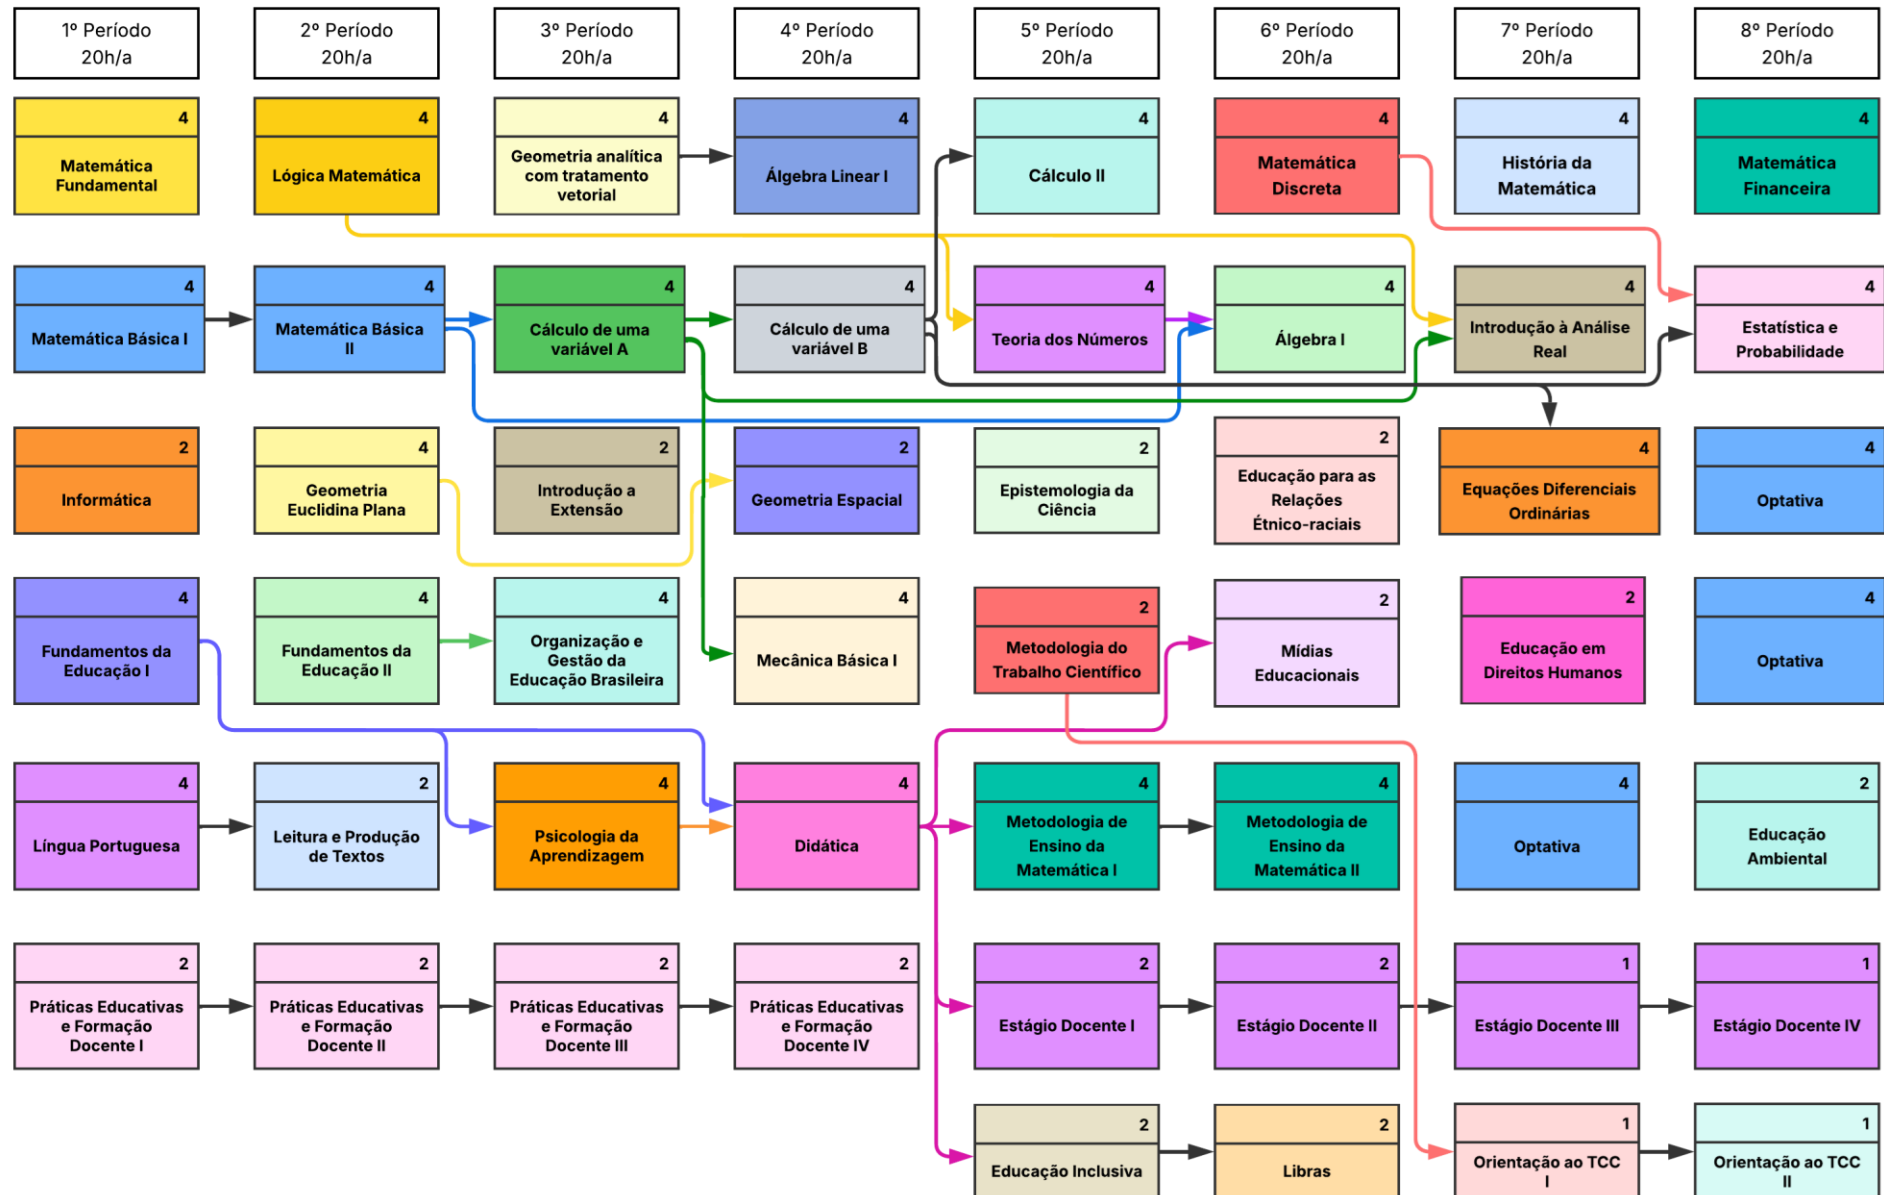 1º Período
20h/a
2º Período
20h/a
3º Período
20h/a
4º Período
20h/a
5º Período
20h/a
6º Período
20h/a
7º Período
20h/a
8º Período
20h/a
4
Matemática
Fundamental
4
Lógica Matemática
4
Geometria analítica
com tratamento
vetorial
4
Álgebra Linear I
4
Cálculo II
4
Matemática
Discreta
4
História da
Matemática
4
Matemática
Financeira
4
Matemática Básica I
4
Matemática Básica
II
4
Cálculo de uma
variável A
4
Cálculo de uma
variável B
4
Teoria dos Números
4
Álgebra I
4
Introdução à Análise
Real
4
Estatística e
Probabilidade
2
Informática
4
Geometria
Euclidina Plana
2
Introdução a
Extensão
2
Geometria Espacial
2
Epistemologia da
Ciência
2
Educação para as
Relações
Étnico-raciais
4
Equações Diferenciais
Ordinárias
4
Optativa
4
Fundamentos da
Educação I
4
Fundamentos da
Educação II
4
Organização e
Gestão da
Educação Brasileira
4
Mecânica Básica I
2
Metodologia do
Trabalho Científico
2
Mídias
Educacionais
2
Educação em
Direitos Humanos
4
Optativa
4
Língua Portuguesa
2
Leitura e Produção
de Textos
4
Psicologia da
Aprendizagem
4
Didática
4
Metodologia de
Ensino da
Matemática I
4
Metodologia de
Ensino da
Matemática II
4
Optativa
2
Educação
Ambiental
2
Práticas Educativas
e Formação
Docente I
2
Práticas Educativas
e Formação
Docente II
2
Práticas Educativas
e Formação
Docente III
2
Práticas Educativas
e Formação
Docente IV
2
Estágio Docente I
2
Estágio Docente II
1
Estágio Docente III
1
Estágio Docente IV
2
Educação Inclusiva
2
Libras
1
Orientação ao TCC
I
1
Orientação ao TCC
II